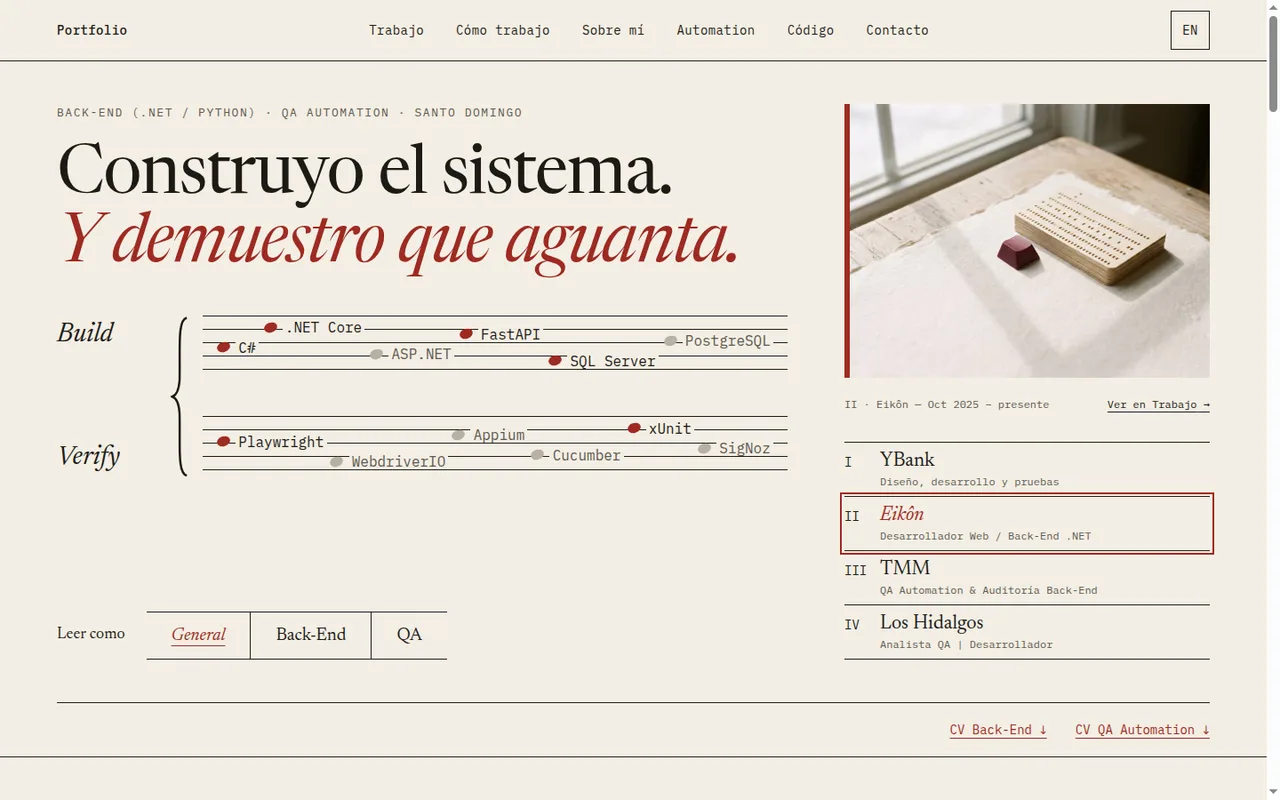 Portfolio
Trabajo Cómo trabajo Sobre mí Automation Código Contacto
EN
BACK-END (.NET / PYTHON) · QA AUTOMATION · SANTO DOMINGO
Construyo el sistema.
Y demuestro que aguanta.
Build
.NET Core
FastAPI
PostgreSQL
C#
ASP.NET
SQL Server
Verify
Playwright
Appium
xUnit
WebdriverIO
Cucumber
SigNoz
Leer como
General
Back-End
QA
II · Eikôn — Oct 2025 – presente
Ver en Trabajo →
I YBank
Diseño, desarrollo y pruebas
II Eikôn
Desarrollador Web / Back-End .NET
III TMM
QA Automation & Auditoría Back-End
IV Los Hidalgos
Analista QA | Desarrollador
CV Back-End ↓
CV QA Automation ↓